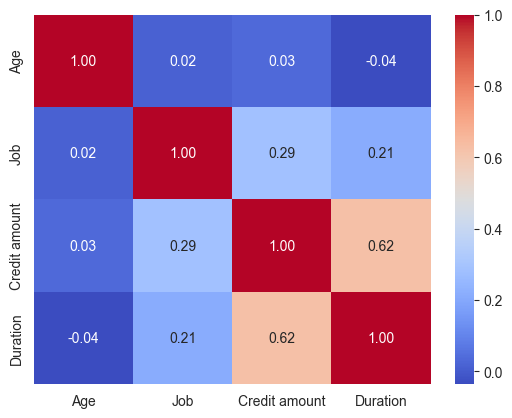 1.00 0.02 0.03 -0.04
0.02 1.00 0.29 0.21
0.03 0.29 1.00 0.62
-0.04 0.21 0.62 1.00
Age
Job
Credit amount
Duration
Age Job Credit amount Duration
1.0
0.8
0.6
0.4
0.2
0.0